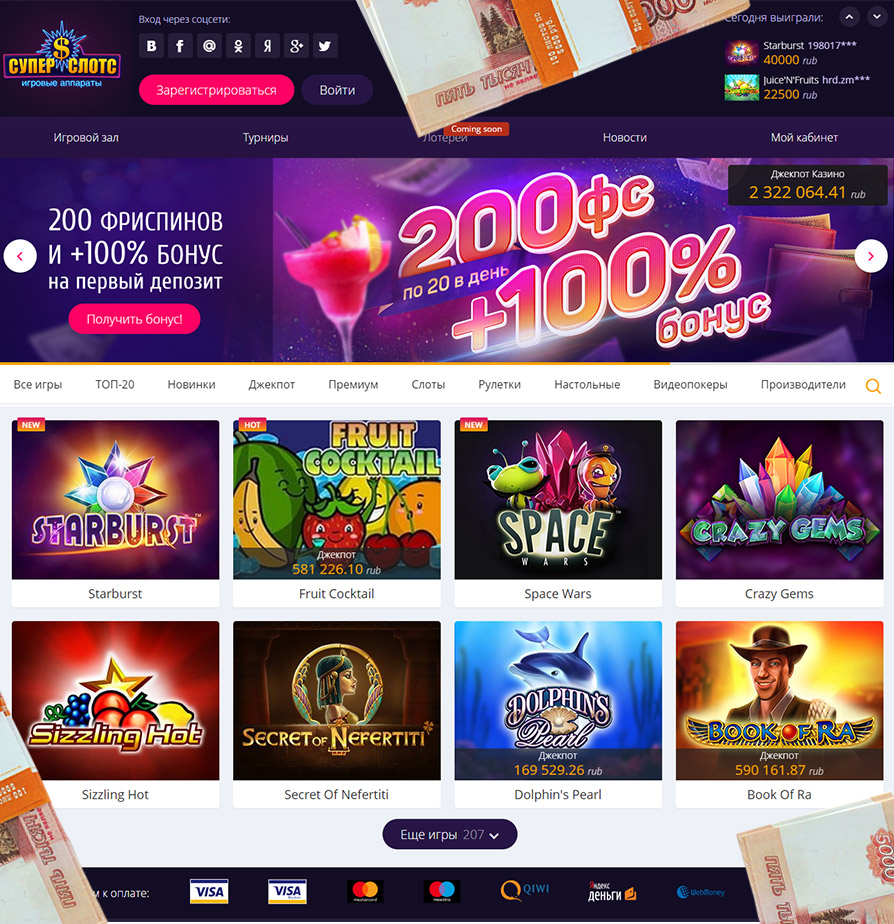 СУПЕР СЛОТС
игровые аппараты
Вход через соцсети:
Зарегистрироваться
Войти
ПЯТЬ ТЫСЯЧ
Сегодня выиграли:
Starburst 198017***
40000 rub
Juice'N'Fruits hrd.zm***
22500 rub
Coming soon
Игровой зал
Турниры
Лотереи
Новости
Мой кабинет
200 ФРИСПИНОВ
И +100% БОНУС
на первый депозит
Получить бонус!
200фс
по 20 в день
+100%
бонус
Джекпот Казино
2 322 064.41 rub
Все игры
ТОП-20
Новинки
Джекпот
Премиум
Слоты
Рулетки
Настольные
Видеопокеры
Производители
NEW
STARBURST™
Starburst
HOT
FRUIT
COCKTAIL
Джекпот
581 226.10 rub
Fruit Cocktail
NEW
SPACE
WARS™
Space Wars
CRAZY GEMS
Crazy Gems
Sizzling Hot
Sizzling Hot
SECRET OF NEFERTITI
Secret Of Nefertiti
DOLPHIN'S
Pearl
Джекпот
169 529.26 rub
Dolphin's Pearl
BOOK OF RA
Джекпот
590 161.87 rub
Book Of Ra
Еще игры 207
к оплате:
VISA
VISA
mastercard
maestro
QIWI
Яндекс
деньги
WebMoney
ПЯТЬ ТЫСЯЧ
ПЯТЬ
5000